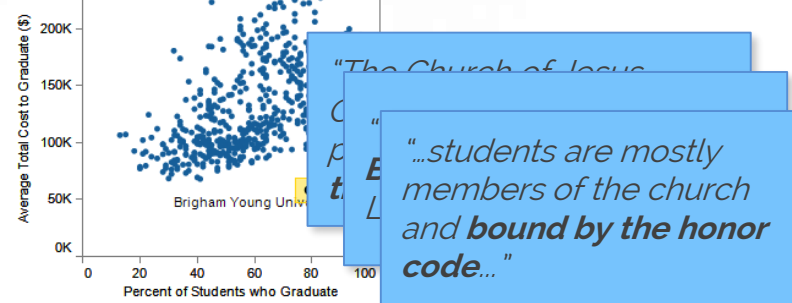 Average Total Cost to Graduate ($)
200K
150K
100K
50K
0K
0 20 40 60 80 100
Percent of Students who Graduate
Brigham Young
“The Church of Jesus
“
“…students are mostly
members of the church
and bound by the honor
code…”